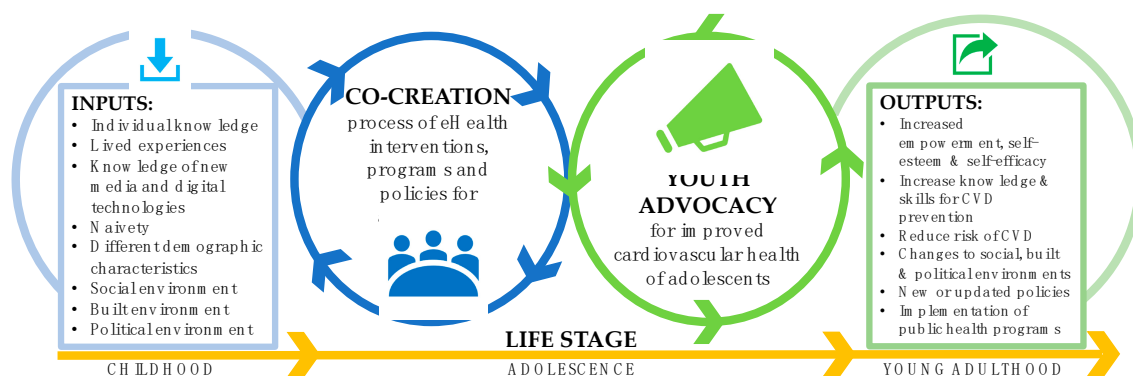 INPUTS:
• Individual knowledge
• Lived experiences
• Knowledge of new
media and digital
technologies
• Naivety
• Different demographic
characteristics
• Social environment
• Built environment
• Political environment
CO-CREATION
process of eHealth
interventions,
programs and
policies for
YOUTH
ADVOCACY
for improved
cardiovascular health
of adolescents
OUTPUTS:
• Increased
empowerment, self-
esteem & self-efficacy
• Increase knowledge &
skills for CVD
prevention
• Reduce risk of CVD
• Changes to social, built
& political environments
• New or updated policies
• Implementation of
public health programs
LIFE STAGE
CHILDHOOD
ADOLESCENCE
YOUNG ADULTHOOD